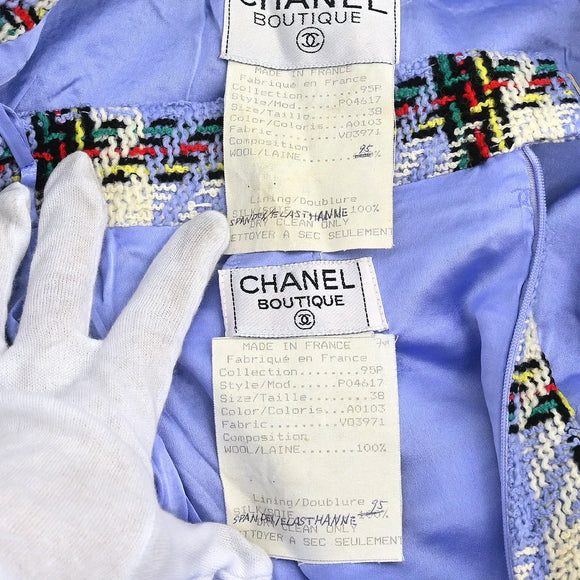 CHANEL
BOUTIQUE
MADE IN FRANCE
Fabriqué en France
Collection........95P
Style/Mod.....P04617
Size/Taille.......38
Color/Coloris..A0103
Fabric.........V03971
Composition
WOOL/LAINE 95%
Lining/Doublure
SILK/SOIE 100%
SPANDEX/ELASTHANNE
DRY CLEAN ONLY
NETTOYER A SEC SEULEMENT
CHANEL
BOUTIQUE
MADE IN FRANCE
Fabriqué en France
Collection........95P
Style/Mod.....P04617
Size/Taille.......38
Color/Coloris..A0103
Fabric.........V03971
Composition
WOOL/LAINE.......100%
Lining/Doublure
SILK/SOIE 95 100%
SPANDEX/ELASTHANNE
DRY CLEAN ONLY
NETTOYER A SEC SEULEMENT